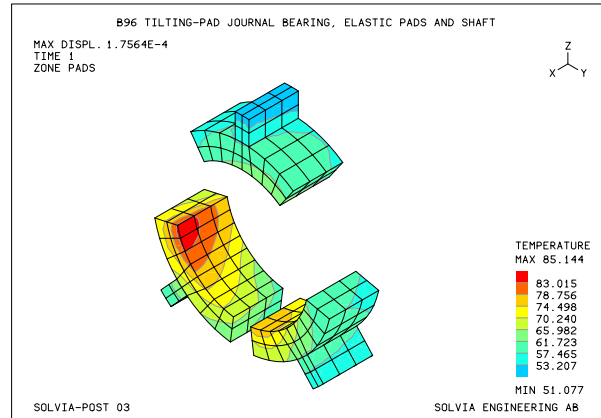 B96 TILTING-PAD JOURNAL BEARING, ELASTIC PADS AND SHAFT
MAX DISPL. 1.7564E-4
TIME 1
ZONE PADS
Z
X Y
TEMPERATURE
MAX 85.144
83.015
78.756
74.498
70.240
65.982
61.723
57.465
53.207
MIN 51.077
SOLVIA-POST 03
SOLVIA ENGINEERING AB